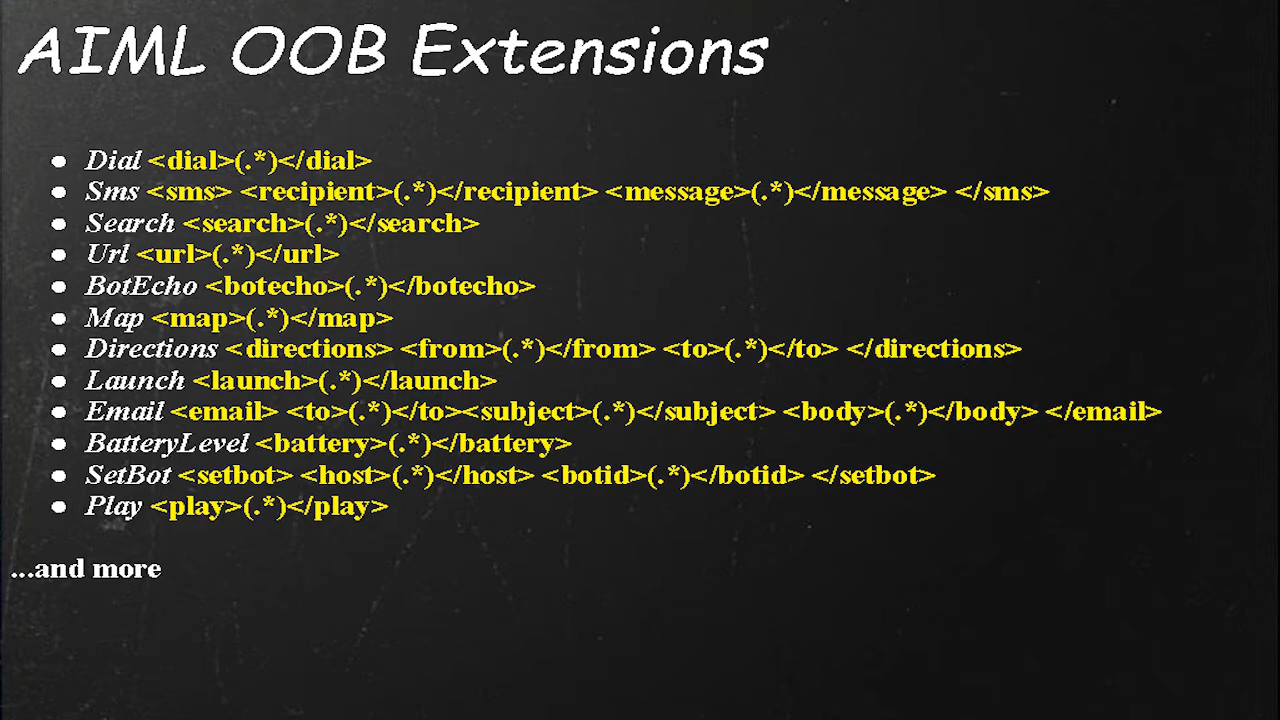 AIML OOB Extensions
● Dial <dial>(.*)</dial>
● Sms <sms> <recipient>(.*)</recipient> <message>(.*)</message> </sms>
● Search <search>(.*)</search>
● Url <url>(.*)</url>
● BotEcho <botecho>(.*)</botecho>
● Map <map>(.*)</map>
● Directions <directions> <from>(.*)</from> <to>(.*)</to> </directions>
● Launch <launch>(.*)</launch>
● Email <email> <to>(.*)</to><subject>(.*)</subject> <body>(.*)</body> </email>
● BatteryLevel <battery>(.*)</battery>
● SetBot <setbot> <host>(.*)</host> <botid>(.*)</botid> </setbot>
● Play <play>(.*)</play>
...and more